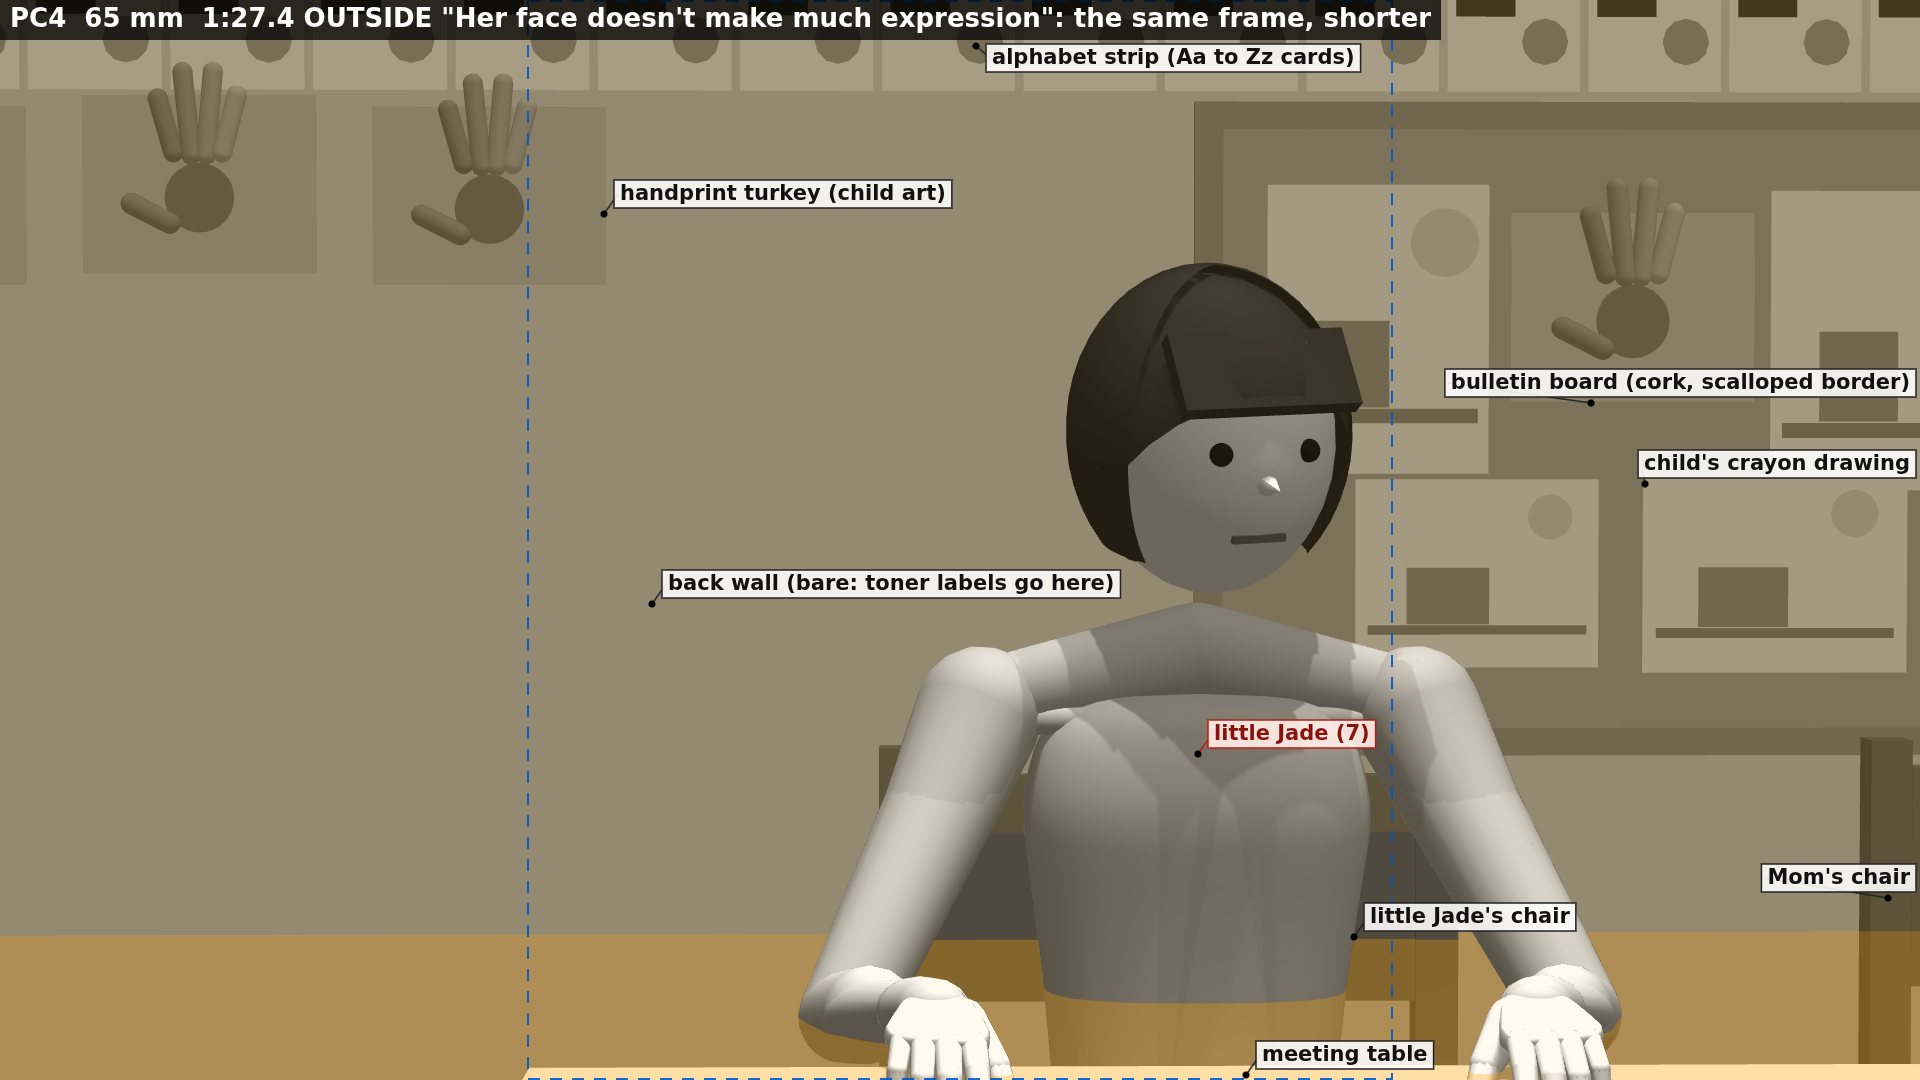 PC4  65 mm  1:27.4 OUTSIDE "Her face doesn't make much expression": the same frame, shorter
alphabet strip (Aa to Zz cards)
handprint turkey (child art)
bulletin board (cork, scalloped border)
child's crayon drawing
back wall (bare: toner labels go here)
little Jade (7)
Mom's chair
little Jade's chair
meeting table